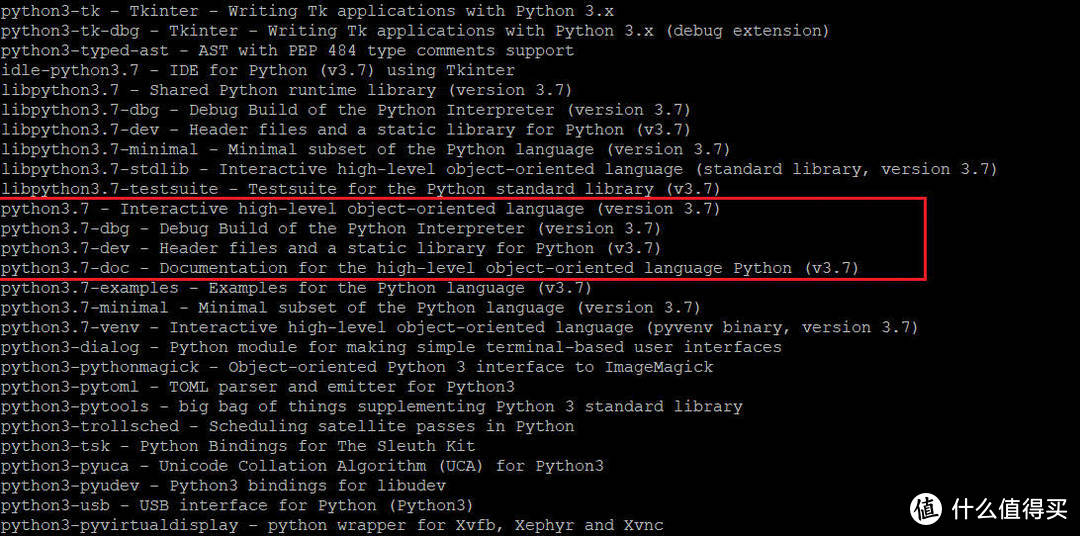 python3-tk - Tkinter - Writing Tk applications with Python 3.x
python3-tk-dbg - Tkinter - Writing Tk applications with Python 3.x (debug extension)
python3-typed-ast - AST with PEP 484 type comments support
idle-python3.7 - IDE for Python (v3.7) using Tkinter
libpython3.7 - Shared Python runtime library (version 3.7)
libpython3.7-dbg - Debug Build of the Python Interpreter (version 3.7)
libpython3.7-dev - Header files and a static library for Python (v3.7)
libpython3.7-minimal - Minimal subset of the Python language (version 3.7)
libpython3.7-stdlib - Interactive high-level object-oriented language (standard library, version 3.7)
libpython3.7-testsuite - Testsuite for the Python standard library (v3.7)
python3.7 - Interactive high-level object-oriented language (version 3.7)
python3.7-dbg - Debug Build of the Python Interpreter (version 3.7)
python3.7-dev - Header files and a static library for Python (v3.7)
python3.7-doc - Documentation for the high-level object-oriented language Python (v3.7)
python3.7-examples - Examples for the Python language (v3.7)
python3.7-minimal - Minimal subset of the Python language (version 3.7)
python3.7-venv - Interactive high-level object-oriented language (pyvenv binary, version 3.7)
python3-dialog - Python module for making simple terminal-based user interfaces
python3-pythonmagick - Object-oriented Python 3 interface to ImageMagick
python3-pytoml - TOML parser and emitter for Python3
python3-pytools - big bag of things supplementing Python 3 standard library
python3-trollsched - Scheduling satellite passes in Python
python3-tsk - Python Bindings for The Sleuth Kit
python3-pyuca - Unicode Collation Algorithm (UCA) for Python3
python3-pyudev - Python3 bindings for libudev
python3-usb - USB interface for Python (Python3)
python3-pyvirtualdisplay - python wrapper for Xvfb, Xephyr and Xvnc
值 什么值得买